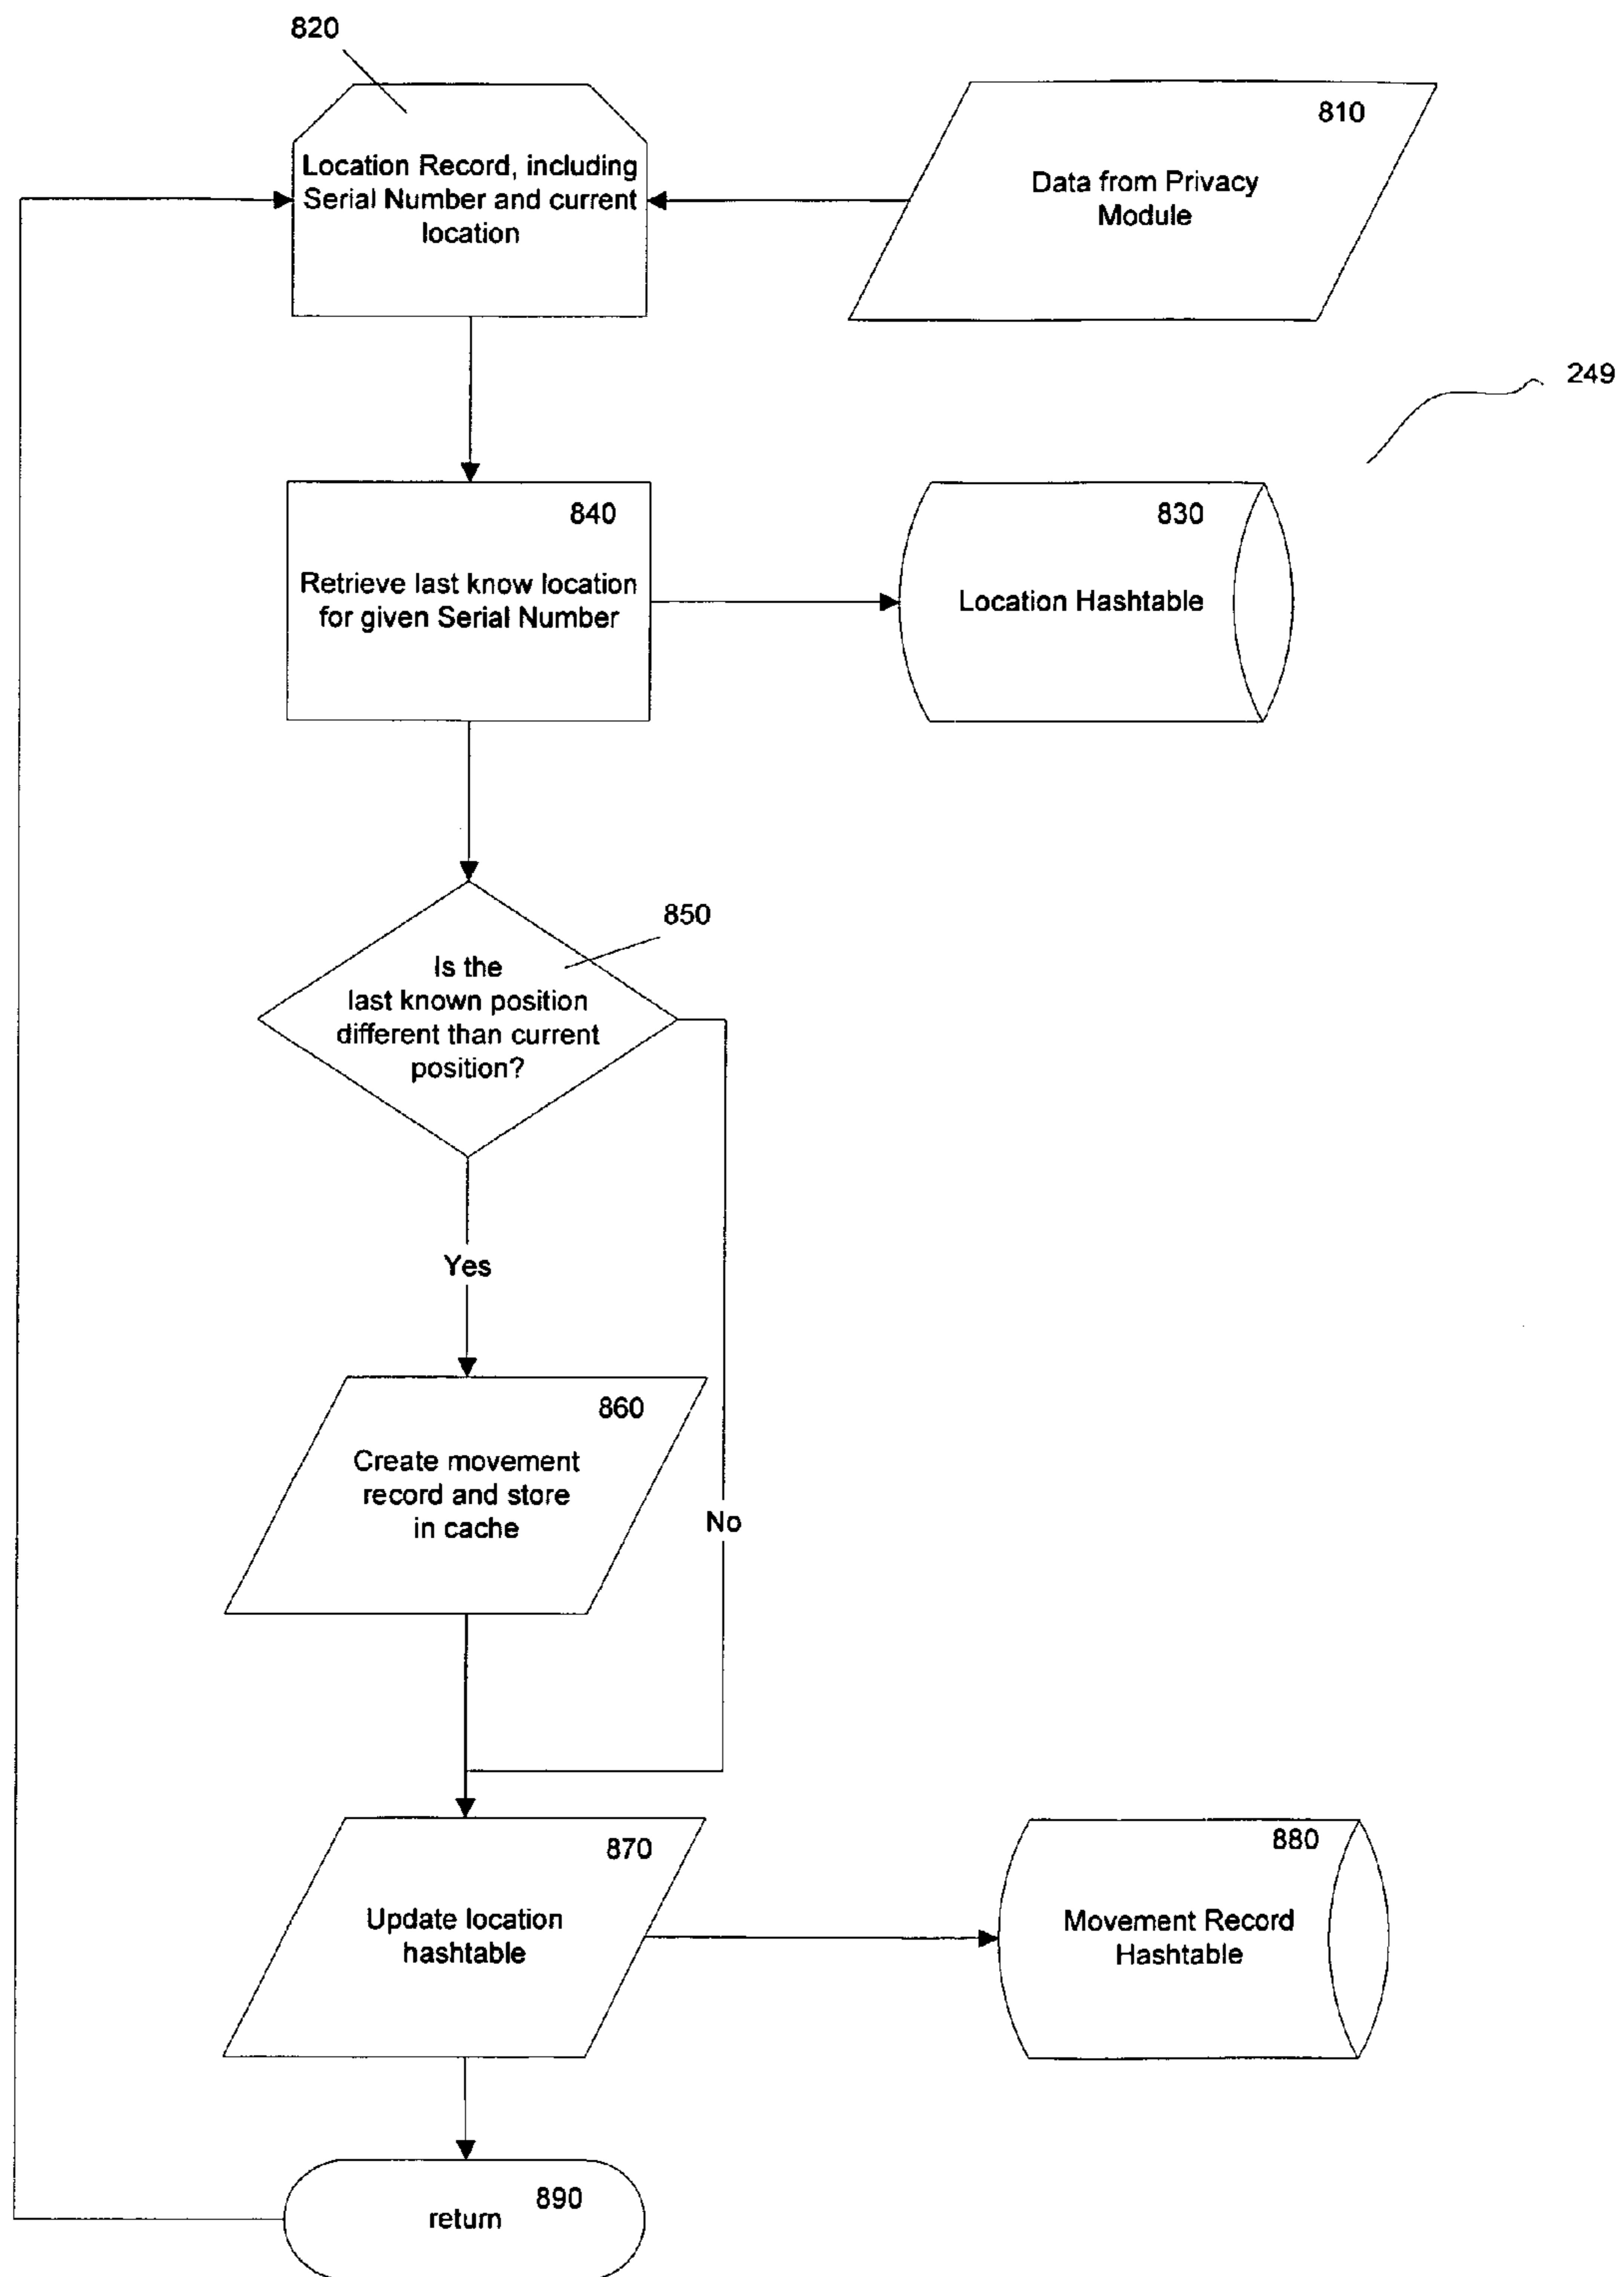 820
810
Location Record, including
Serial Number and current
location
Data from Privacy
Module
249
840
Retrieve last know location
for given Serial Number
830
Location Hashtable
850
Is the
last known position
different than current
position?
Yes
860
Create movement
record and store
in cache
No
870
Update location
hashtable
880
Movement Record
Hashtable
890
return